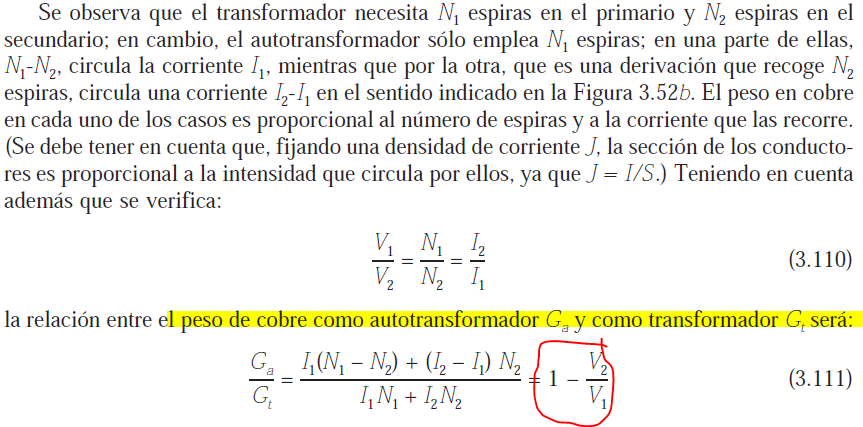 Se observa que el transformador necesita N₁ espiras en el primario y N₂ espiras en el
secundario; en cambio, el autotransformador sólo emplea N₁ espiras; en una parte de ellas,
N₁-N₂, circula la corriente I₁, mientras que por la otra, que es una derivación que recoge N₂
espiras, circula una corriente I₂-I₁ en el sentido indicado en la Figura 3.52b. El peso en cobre
en cada uno de los casos es proporcional al número de espiras y a la corriente que las recorre.
(Se debe tener en cuenta que, fijando una densidad de corriente J, la sección de los conducto-
res es proporcional a la intensidad que circula por ellos, ya que J = I/S.) Teniendo en cuenta
además que se verifica:
V₁/V₂ = N₁/N₂ = I₂/I₁ (3.110)
la relación entre el peso de cobre como autotransformador Gₐ y como transformador Gₜ será:
Gₐ/Gₜ = (I₁(N₁ − N₂) + (I₂ − I₁) N₂)/(I₁N₁ + I₂N₂) = 1 − V₂/V₁ (3.111)